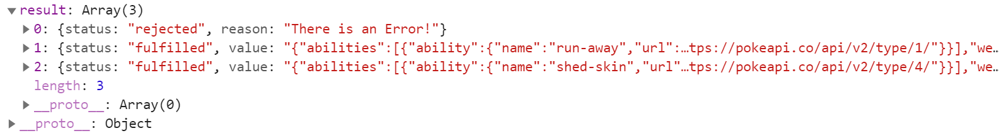 result: Array(3)
0: {status: "rejected", reason: "There is an Error!"}
1: {status: "fulfilled", value: "{"abilities":[{"ability":{"name":"run-away","url":…tps://pokeapi.co/api/v2/type/1/"}}],"we…
2: {status: "fulfilled", value: "{"abilities":[{"ability":{"name":"shed-skin","url"…tps://pokeapi.co/api/v2/type/4/"}}],"we…
length: 3
__proto__: Array(0)
__proto__: Object